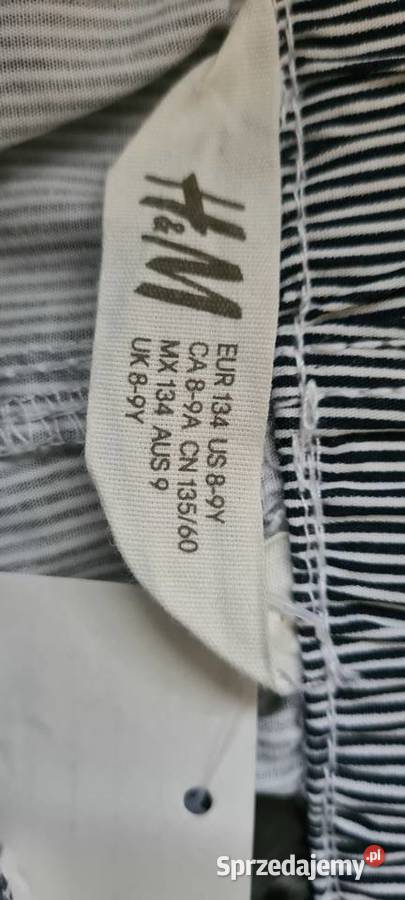 H&M
EUR 134 US 8-9Y
CA 8-9A CN 135/60
MX 134 AUS 9
UK 8-9Y
Sprzedajemy.pl